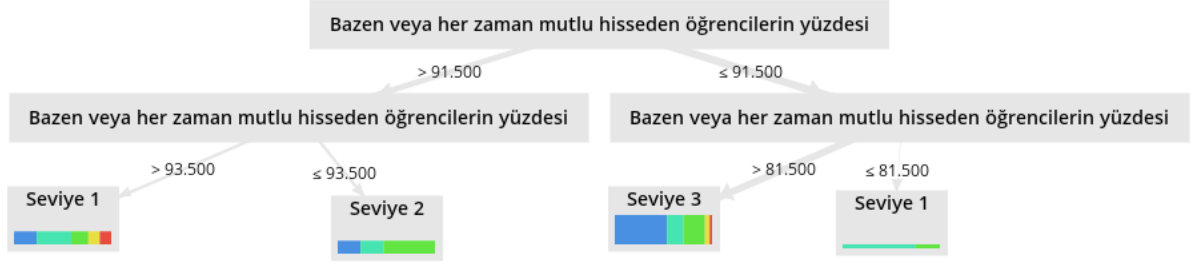 Bazen veya her zaman mutlu hisseden öğrencilerin yüzdesi
> 91.500
≤ 91.500
Bazen veya her zaman mutlu hisseden öğrencilerin yüzdesi
Bazen veya her zaman mutlu hisseden öğrencilerin yüzdesi
> 93.500
≤ 93.500
> 81.500
≤ 81.500
Seviye 1
Seviye 2
Seviye 3
Seviye 1